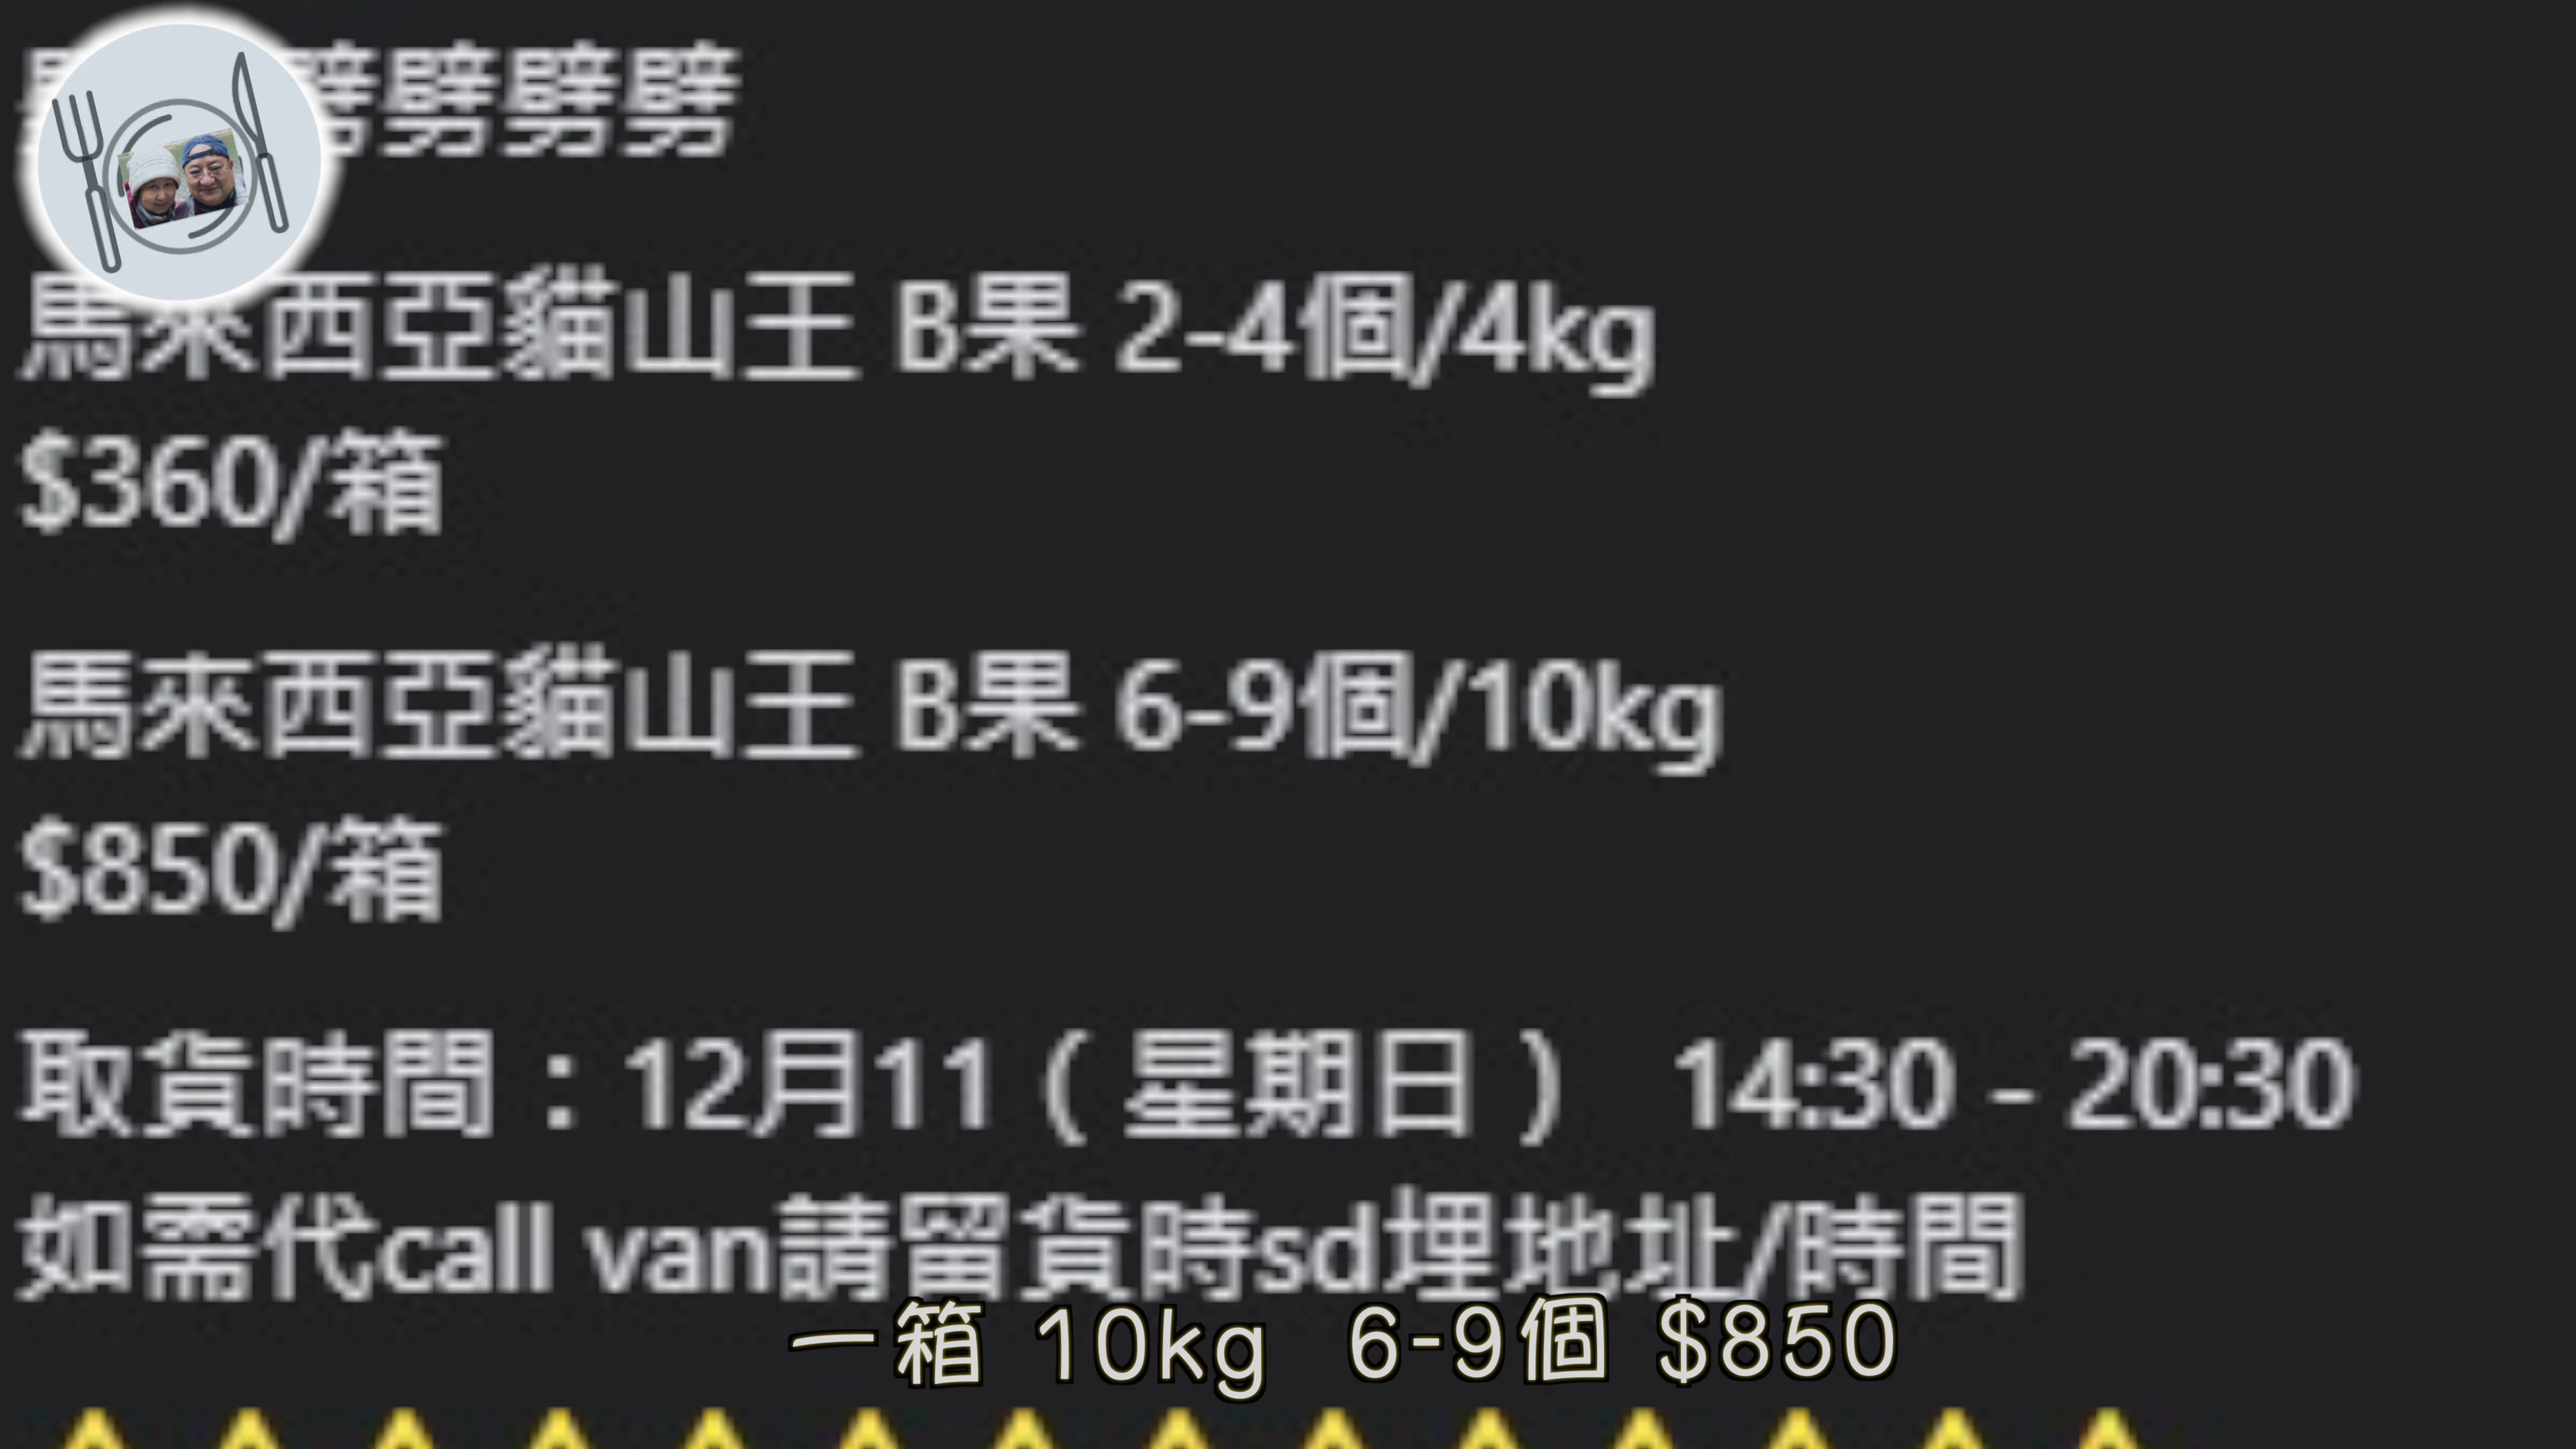 劈劈劈劈
馬來西亞貓山王 B果 2-4個/4kg
$360/箱
馬來西亞貓山王 B果 6-9個/10kg
$850/箱
取貨時間：12月11（星期日） 14:30 - 20:30
如需代call van請留貨時sd埋地址/時間
一箱 10kg 6-9個 $850